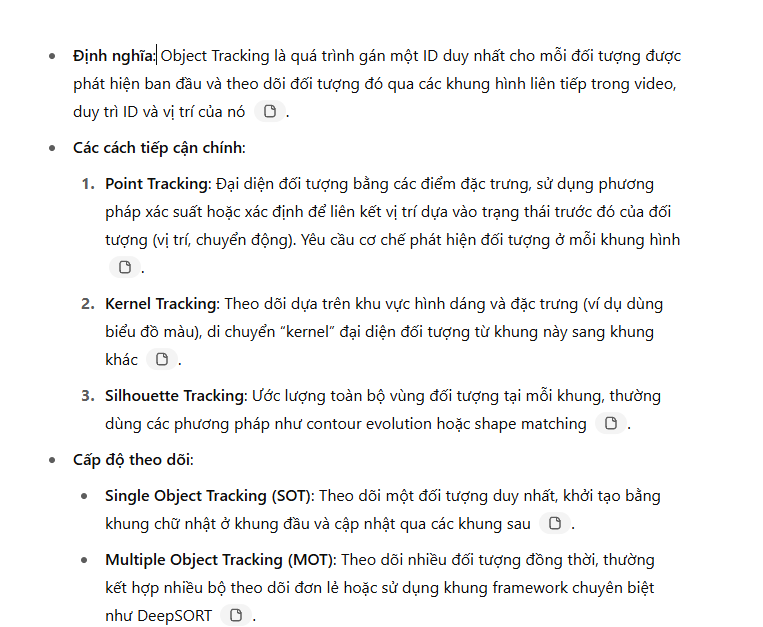 • Định nghĩa: Object Tracking là quá trình gán một ID duy nhất cho mỗi đối tượng được
phát hiện ban đầu và theo dõi đối tượng đó qua các khung hình liên tiếp trong video,
duy trì ID và vị trí của nó .
• Các cách tiếp cận chính:
1. Point Tracking: Đại diện đối tượng bằng các điểm đặc trưng, sử dụng phương
pháp xác suất hoặc xác định để liên kết vị trí dựa vào trạng thái trước đó của đối
tượng (vị trí, chuyển động). Yêu cầu cơ chế phát hiện đối tượng ở mỗi khung hình
.
2. Kernel Tracking: Theo dõi dựa trên khu vực hình dáng và đặc trưng (ví dụ dùng
biểu đồ màu), di chuyển “kernel” đại diện đối tượng từ khung này sang khung
khác .
3. Silhouette Tracking: Ước lượng toàn bộ vùng đối tượng tại mỗi khung, thường
dùng các phương pháp như contour evolution hoặc shape matching .
• Cấp độ theo dõi:
• Single Object Tracking (SOT): Theo dõi một đối tượng duy nhất, khởi tạo bằng
khung chữ nhật ở khung đầu và cập nhật qua các khung sau .
• Multiple Object Tracking (MOT): Theo dõi nhiều đối tượng đồng thời, thường
kết hợp nhiều bộ theo dõi đơn lẻ hoặc sử dụng khung framework chuyên biệt
như DeepSORT .